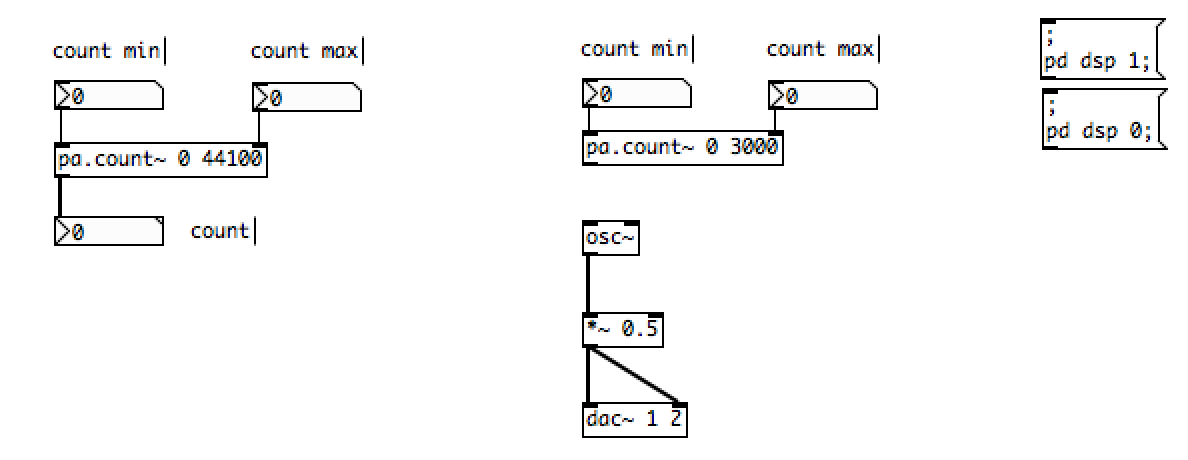 count min
count max
0
0
pa.count~ 0 44100
0
count
count min
count max
0
0
pa.count~ 0 3000
osc~
*~ 0.5
dac~ 1 2
;
pd dsp 1;
;
pd dsp 0;